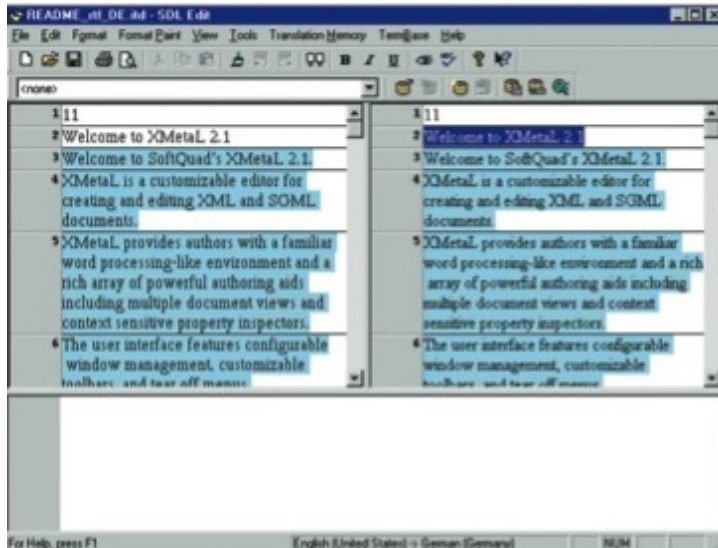 README_rtf_DE.itd - SDL Edit
File Edit Format Format Paint View Tools Translation Memory TermBase Help
B I U
<none>
1 11
2 Welcome to XMetaL 2.1
3 Welcome to SoftQuad's XMetaL 2.1.
4 XMetaL is a customizable editor for
creating and editing XML and SGML
documents.
5 XMetaL provides authors with a familiar
word processing-like environment and a
rich array of powerful authoring aids
including multiple document views and
context sensitive property inspectors.
6 The user interface features configurable
window management, customizable
toolbars, and tear off menus
1 11
2 Welcome to XMetaL 2.1
3 Welcome to SoftQuad's XMetaL 2.1.
4 XMetaL is a customizable editor for
creating and editing XML and SGML
documents.
5 XMetaL provides authors with a familiar
word processing-like environment and a rich
array of powerful authoring aids including
multiple document views and context
sensitive property inspectors.
6 The user interface features configurable
window management, customizable
toolbars, and tear off menus
For Help, press F1
English (United States) -> German (Germany)
NUM